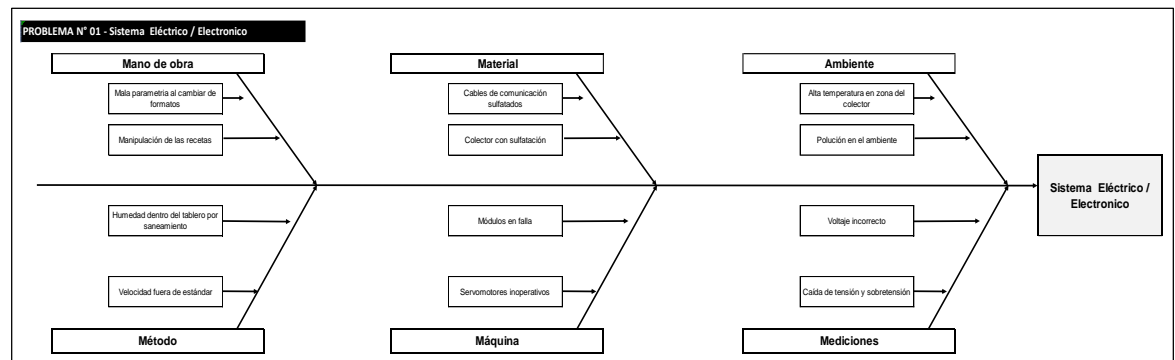 PROBLEMA N° 01 - Sistema Eléctrico / Electronico
Mano de obra
Material
Ambiente
Mala parametria al cambiar de
formatos
Cables de comunicación
sulfatados
Alta temperatura en zona del
colector
Manipulación de las recetas
Colector con sulfatación
Polución en el ambiente
Sistema Eléctrico /
Electronico
Humedad dentro del tablero por
saneamiento
Módulos en falla
Voltaje incorrecto
Velocidad fuera de estándar
Servomotores inoperativos
Caída de tensión y sobretensión
Método
Máquina
Mediciones